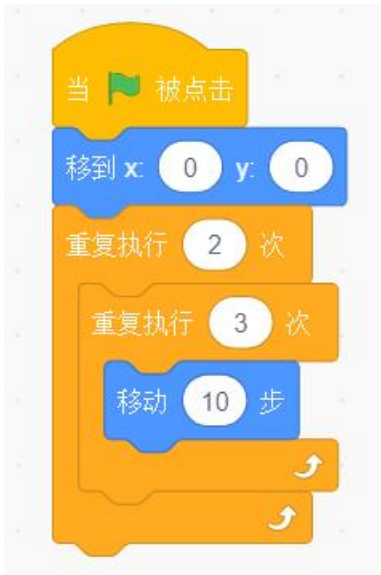 当 被点击
移到 x: 0 y: 0
重复执行 2 次
重复执行 3 次
移动 10 步